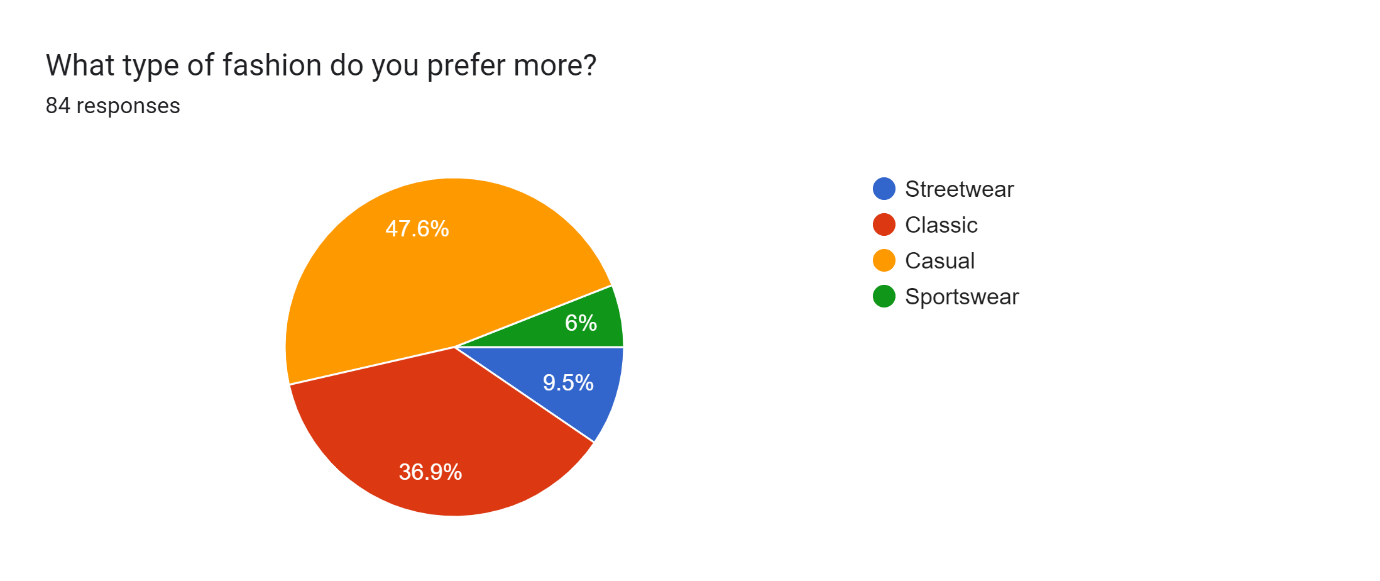 What type of fashion do you prefer more?
84 responses
47.6%
6%
9.5%
36.9%
Streetwear
Classic
Casual
Sportswear